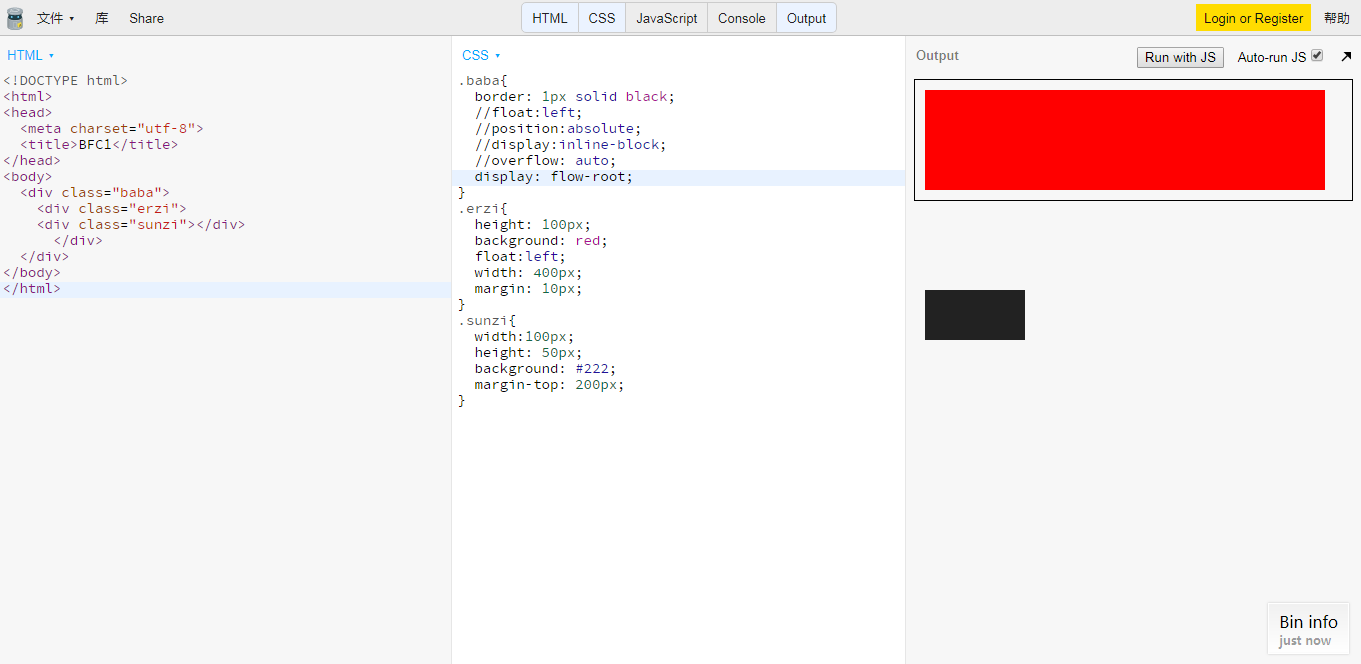 文件 ▾ 库 Share HTML CSS JavaScript Console Output Login or Register 帮助
HTML ▾
<!DOCTYPE html>
<html>
<head>
  <meta charset="utf-8">
  <title>BFC1</title>
</head>
<body>
  <div class="baba">
    <div class="erzi">
    <div class="sunzi"></div>
      </div>
  </div>
</body>
</html>
CSS ▾
.baba{
  border: 1px solid black;
  //float:left;
  //position:absolute;
  //display:inline-block;
  //overflow: auto;
  display: flow-root;
}
.erzi{
  height: 100px;
  background: red;
  float:left;
  width: 400px;
  margin: 10px;
}
.sunzi{
  width:100px;
  height: 50px;
  background: #222;
  margin-top: 200px;
}
Output Run with JS Auto-run JS
Bin info
just now